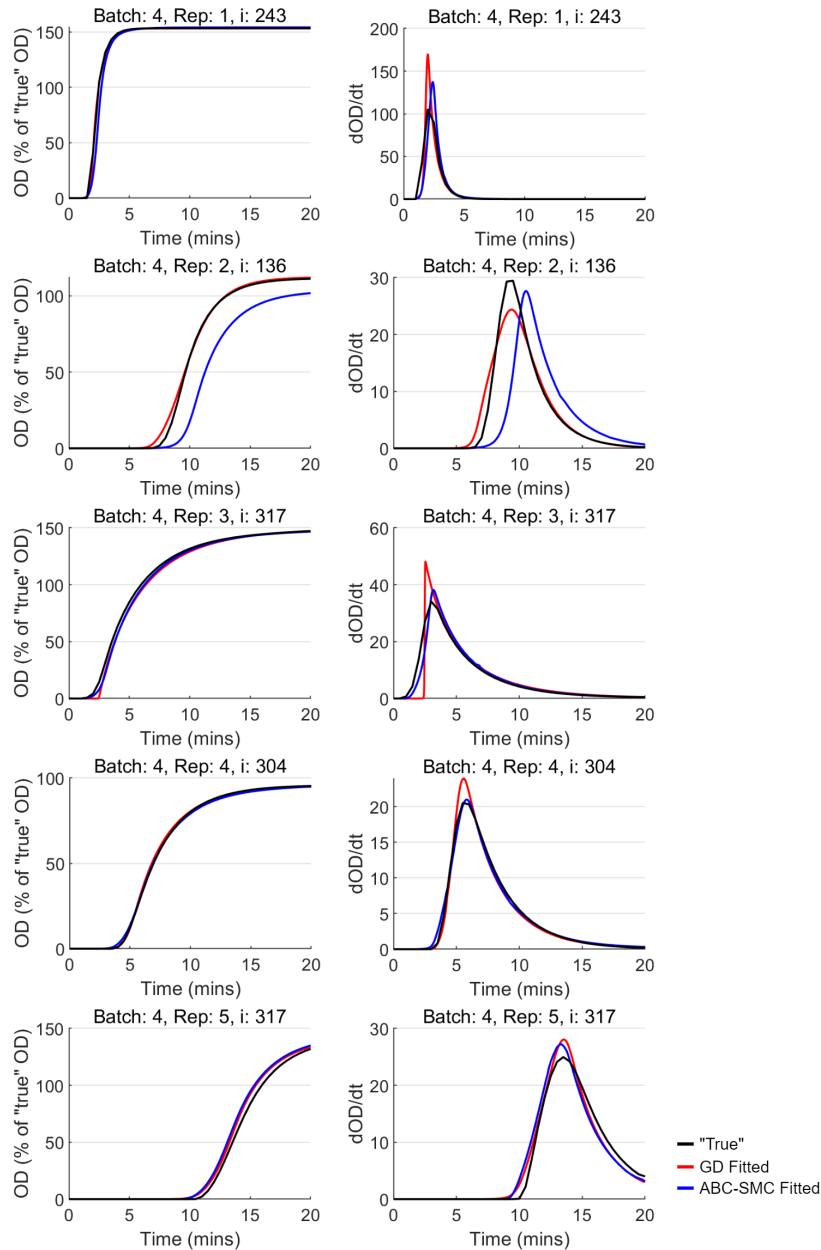 Batch: 4, Rep: 1, i: 243
OD (% of "true" OD)
150
100
50
0
0 5 10 15 20
Time (mins)
Batch: 4, Rep: 1, i: 243
dOD/dt
200
150
100
50
0
0 5 10 15 20
Time (mins)
Batch: 4, Rep: 2, i: 136
OD (% of "true" OD)
100
50
0
0 5 10 15 20
Time (mins)
Batch: 4, Rep: 2, i: 136
dOD/dt
30
20
10
0
0 5 10 15 20
Time (mins)
Batch: 4, Rep: 3, i: 317
OD (% of "true" OD)
150
100
50
0
0 5 10 15 20
Time (mins)
Batch: 4, Rep: 3, i: 317
dOD/dt
60
40
20
0
0 5 10 15 20
Time (mins)
Batch: 4, Rep: 4, i: 304
OD (% of "true" OD)
100
50
0
0 5 10 15 20
Time (mins)
Batch: 4, Rep: 4, i: 304
dOD/dt
20
15
10
5
0
0 5 10 15 20
Time (mins)
Batch: 4, Rep: 5, i: 317
OD (% of "true" OD)
150
100
50
0
0 5 10 15 20
Time (mins)
Batch: 4, Rep: 5, i: 317
dOD/dt
30
20
10
0
0 5 10 15 20
Time (mins)
"True"
GD Fitted
ABC-SMC Fitted